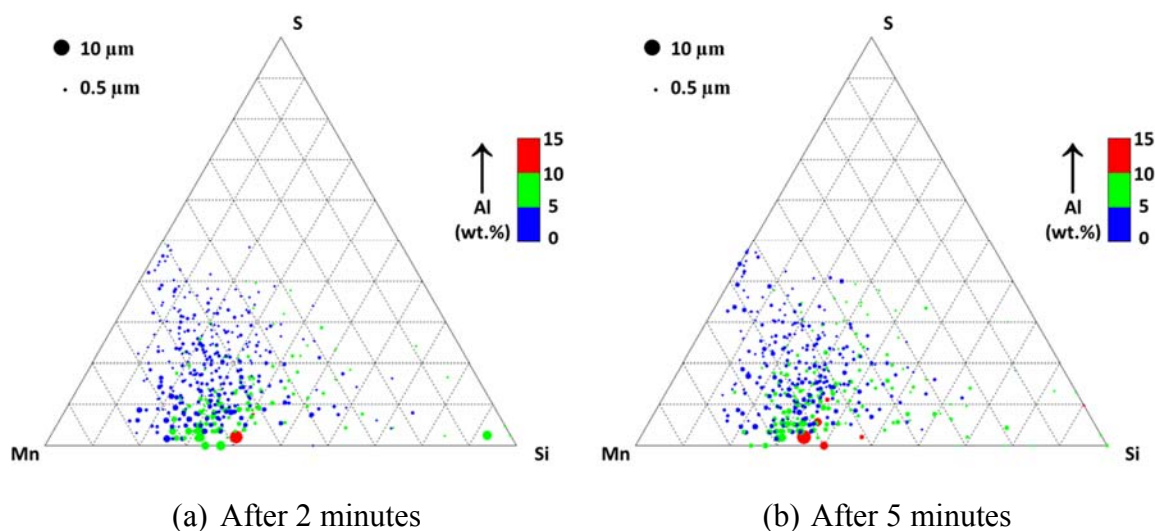 S
10 µm
0.5 µm
15
10
5
0
Al
(wt.%)
Mn
Si
(a) After 2 minutes
S
10 µm
0.5 µm
15
10
5
0
Al
(wt.%)
Mn
Si
(b) After 5 minutes